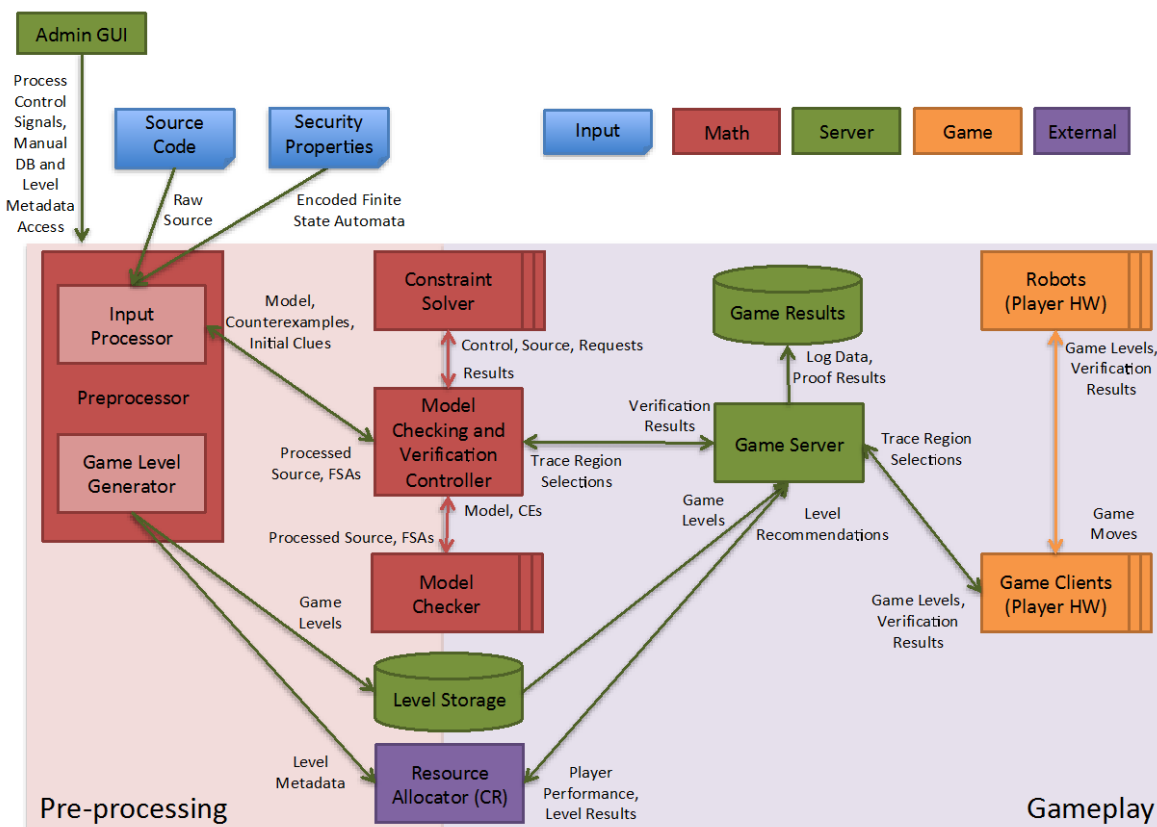 Admin GUI
Process
Control
Signals,
Manual
DB and
Level
Metadata
Access
Source
Code
Security
Properties
Input
Math
Server
Game
External
Raw
Source
Encoded Finite
State Automata
Input
Processor
Preprocessor
Game Level
Generator
Model,
Counterexamples,
Initial Clues
Processed
Source, FSAs
Constraint
Solver
Control, Source, Requests
Results
Model
Checking and
Verification
Controller
Model, CEs
Processed Source, FSAs
Model
Checker
Verification
Results
Trace Region
Selections
Game Results
Log Data,
Proof Results
Game Server
Robots
(Player HW)
Game Levels,
Verification
Results
Trace Region
Selections
Game
Moves
Game Clients
(Player HW)
Game Levels,
Verification
Results
Game
Levels
Level
Recommendations
Game
Levels
Level Storage
Level
Metadata
Resource
Allocator (CR)
Player
Performance,
Level Results
Pre-processing
Gameplay